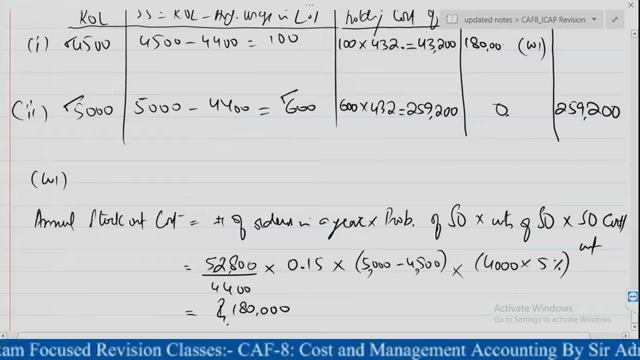 ROL | SS = ROL - Avg. usage in L.T | Holding Cost of | updated notes > CAF8_ICAP Revision
(i) 4500 | 4500 - 4400 = 100 | 100 x 432 = 43,200 | 180,00 (W1)
(ii) 5000 | 5000 - 4400 = 600 | 600 x 432 = 259,200 | 0 | 259,200
(W1)
Annual Stock out Cost = # of orders in a year x Prob. of SO x uts of SO x SO Cost/
ut
= 52,800/4400 x 0.15 x (5,000 - 4,500) x (4000 x 5%)
= 180,000
Activate Windows
Go to Settings to activate Windows.
xam Focused Revision Classes:- CAF-8: Cost and Management Accounting By Sir Ad